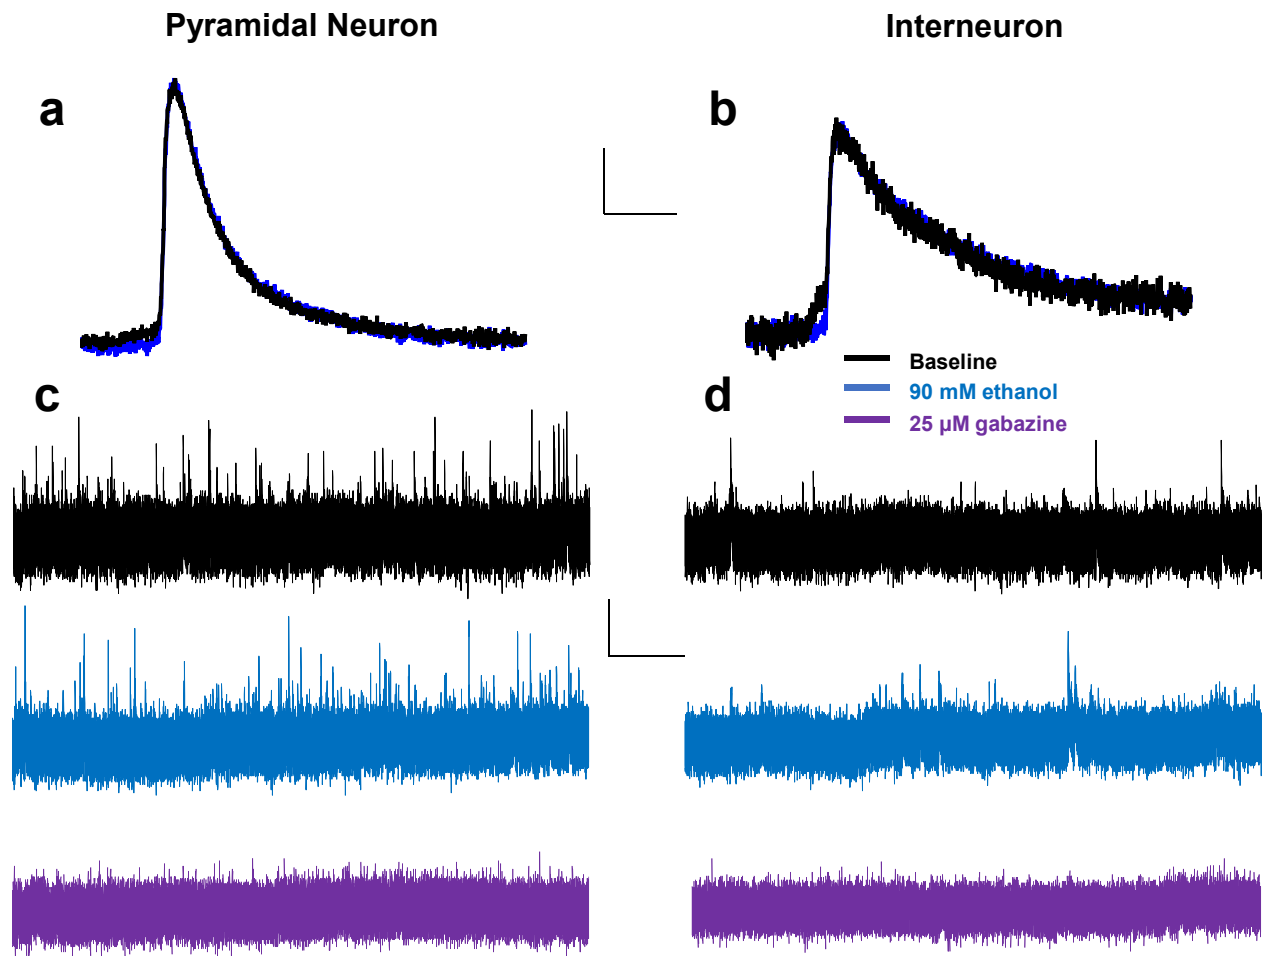 Pyramidal Neuron
Interneuron
a
b
Baseline
90 mM ethanol
25 µM gabazine
c
d